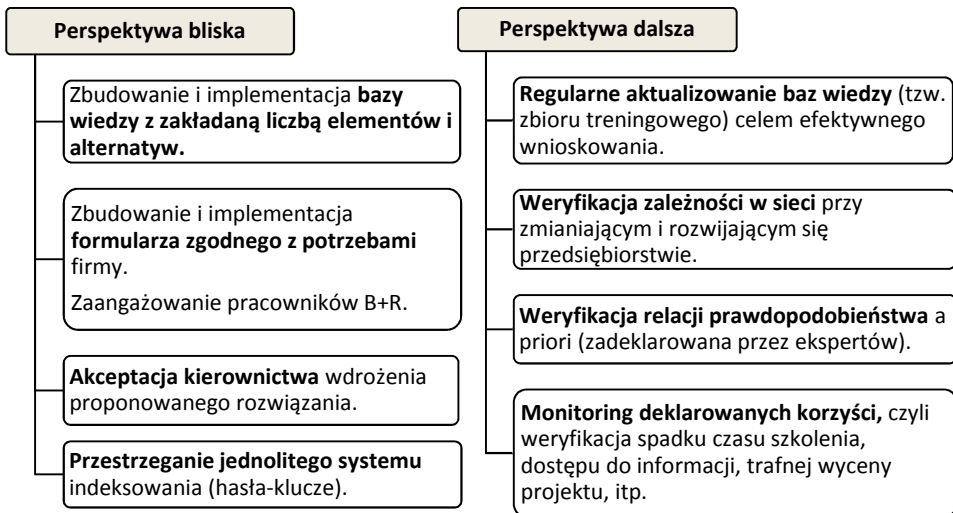 Perspektywa bliska
Zbudowanie i implementacja bazy
wiedzy z zakładaną liczbą elementów i
alternatyw.
Zbudowanie i implementacja
formularza zgodnego z potrzebami
firmy.
Zaangażowanie pracowników B+R.
Akceptacja kierownictwa wdrożenia
proponowanego rozwiązania.
Przestrzeganie jednolitego systemu
indeksowania (hasła-klucze).
Perspektywa dalsza
Regularne aktualizowanie baz wiedzy (tzw.
zbioru treningowego) celem efektywnego
wnioskowania.
Weryfikacja zależności w sieci przy
zmianiającym i rozwijającym się
przedsiębiorstwie.
Weryfikacja relacji prawdopodobieństwa a
priori (zadeklarowana przez ekspertów).
Monitoring deklarowanych korzyści, czyli
weryfikacja spadku czasu szkolenia,
dostępu do informacji, trafnej wyceny
projektu, itp.